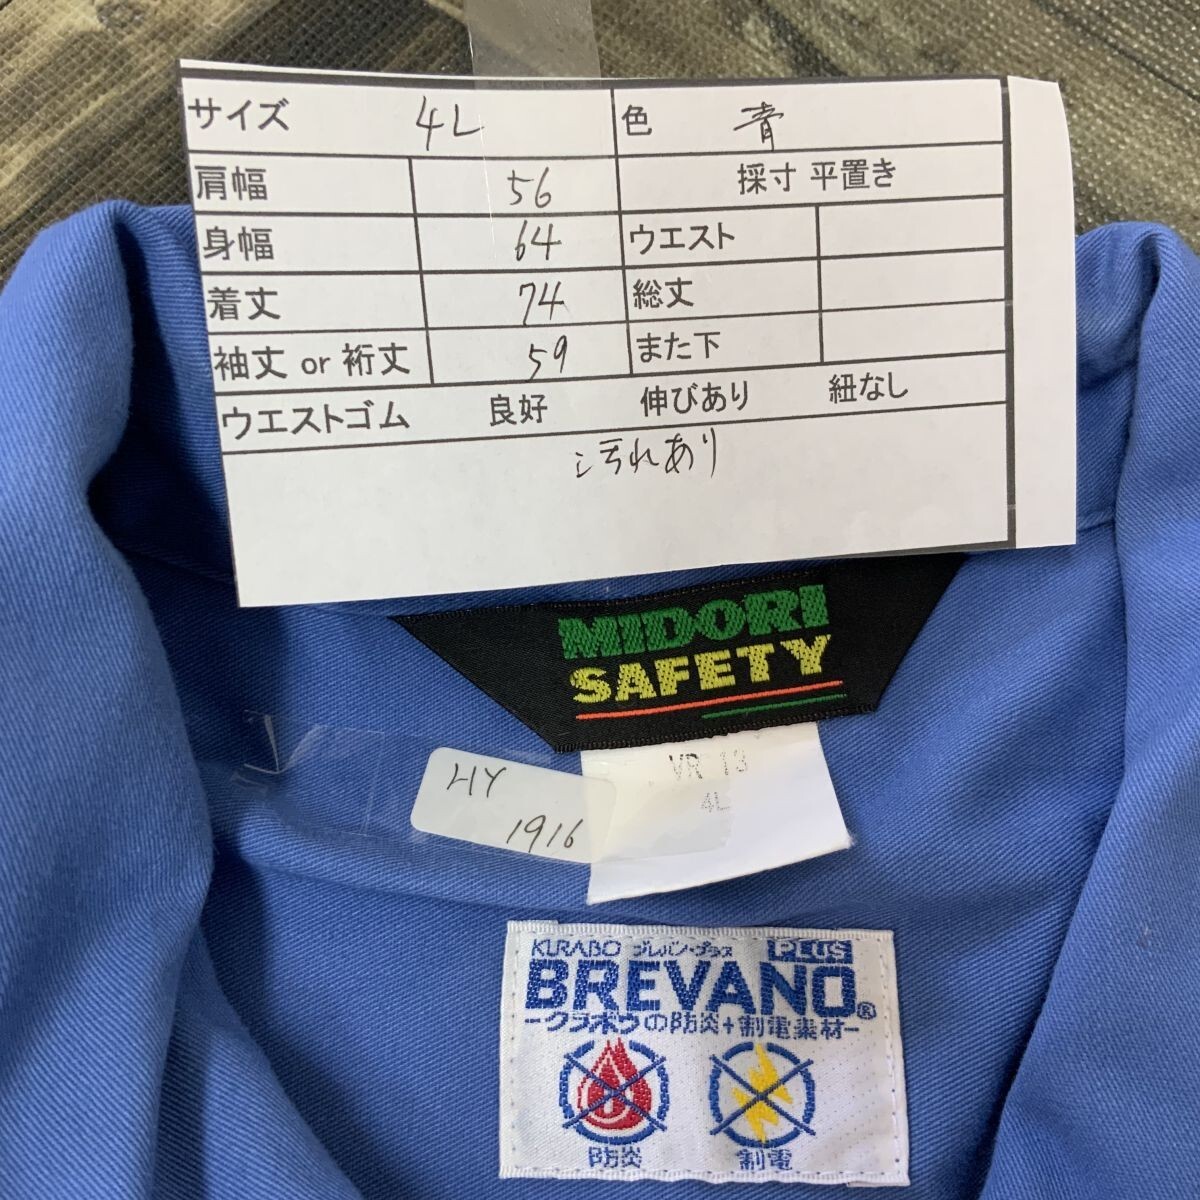 サイズ 4L 色 青
肩幅 56 採寸 平置き
身幅 64 ウエスト
着丈 74 総丈
袖丈 or 裄丈 59 また下
ウエストゴム 良好 伸びあり 紐なし
汚れあり
MIDORI
SAFETY
VR 13
4L
HY
1916
KURABO ブレバノ・プラス PLUS
BREVANO®
-クラボウの防炎+制電素材-
防炎 制電